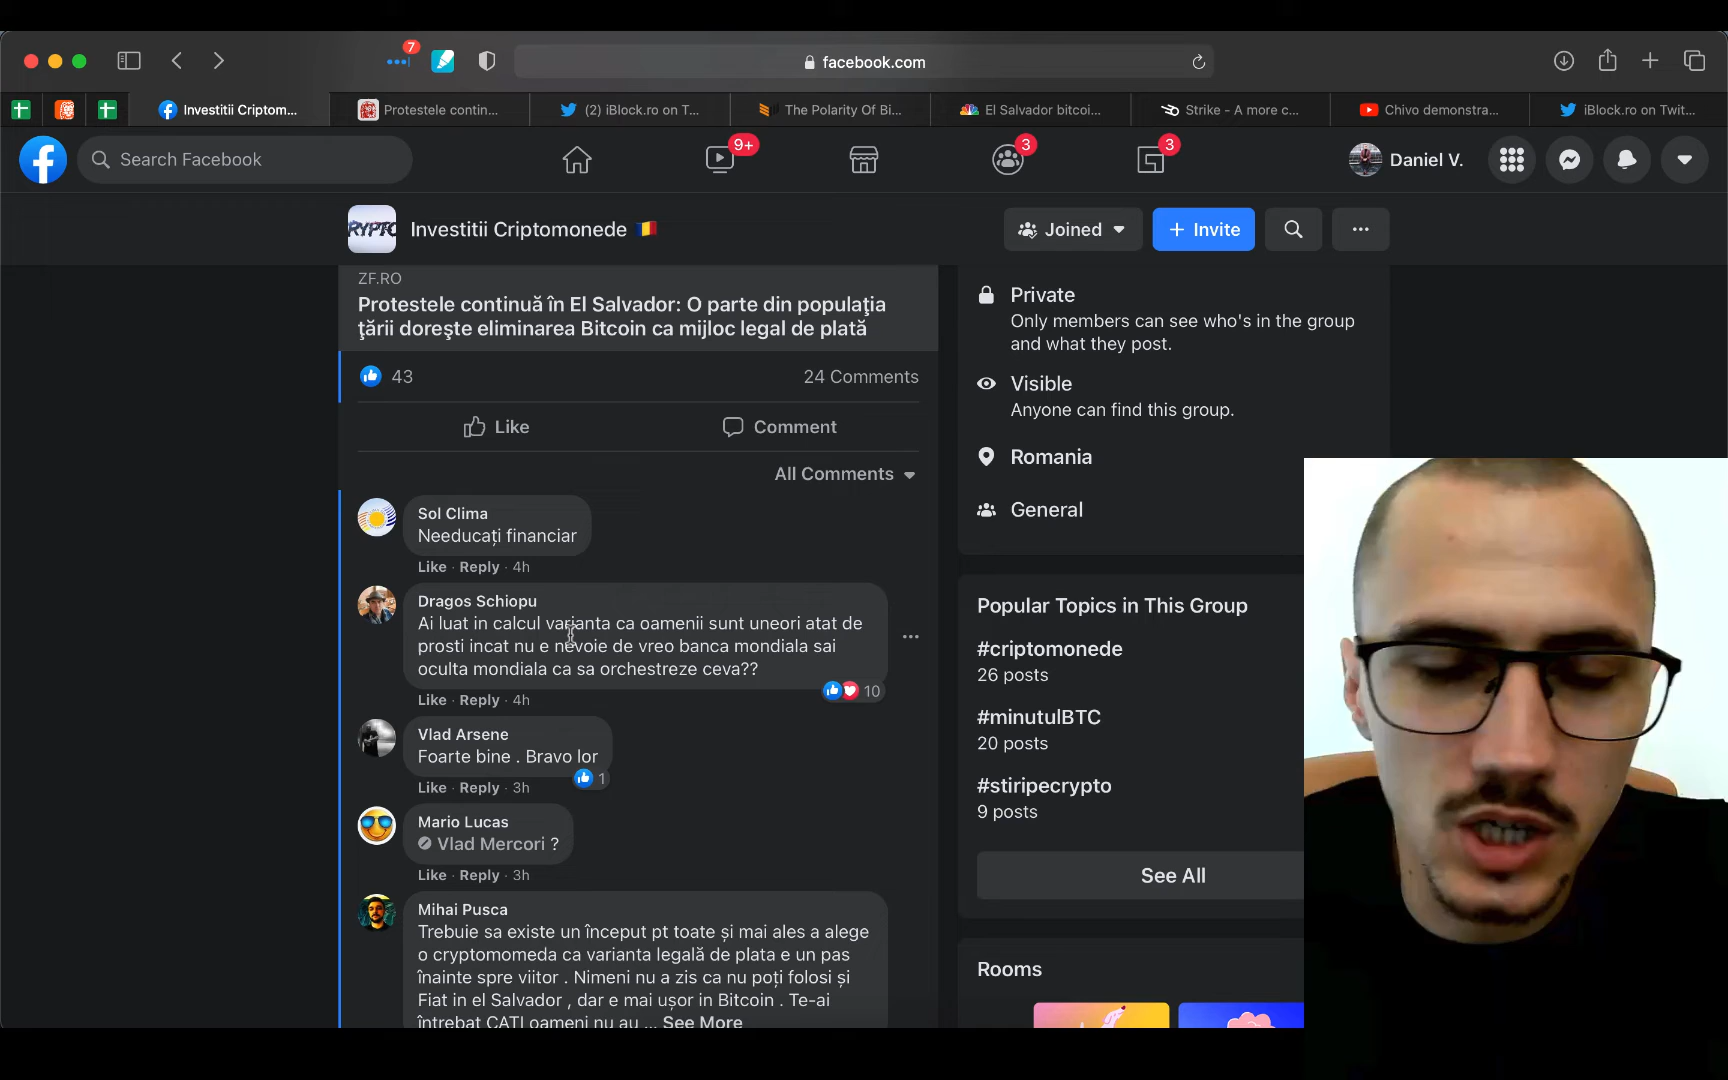 7
facebook.com
Investitii Criptom...
Protestele contin...
(2) iBlock.ro on T...
The Polarity Of Bi...
El Salvador bitcoi...
Strike - A more c...
Chivo demonstra...
iBlock.ro on Twit...
Search Facebook
9+
3
3
Daniel V.
CRYPTO
Investitii Criptomonede
Joined
+ Invite
ZF.RO
Protestele continuă în El Salvador: O parte din populaţia
ţării doreşte eliminarea Bitcoin ca mijloc legal de plată
43
24 Comments
Like
Comment
All Comments
Sol Clima
Needucați financiar
Like · Reply · 4h
Dragos Schiopu
Ai luat in calcul varianta ca oamenii sunt uneori atat de
prosti incat nu e nevoie de vreo banca mondiala sai
oculta mondiala ca sa orchestreze ceva??
10
Like · Reply · 4h
Vlad Arsene
Foarte bine . Bravo lor
1
Like · Reply · 3h
Mario Lucas
Vlad Mercori ?
Like · Reply · 3h
Mihai Pusca
Trebuie sa existe un început pt toate și mai ales a alege
o cryptomomeda ca varianta legală de plata e un pas
înainte spre viitor . Nimeni nu a zis ca nu poți folosi și
Fiat in el Salvador , dar e mai ușor in Bitcoin . Te-ai
întrebat CATI oameni nu au ... See More
Private
Only members can see who's in the group
and what they post.
Visible
Anyone can find this group.
Romania
General
Popular Topics in This Group
#criptomonede
26 posts
#minutulBTC
20 posts
#stiripecrypto
9 posts
See All
Rooms